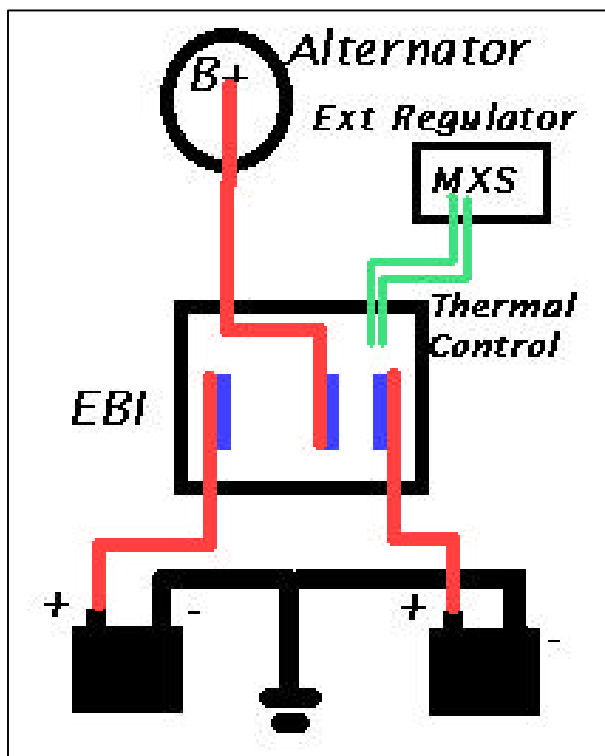 Alternator
B+
Ext Regulator
MXS
Thermal
Control
EBI
+ - + -